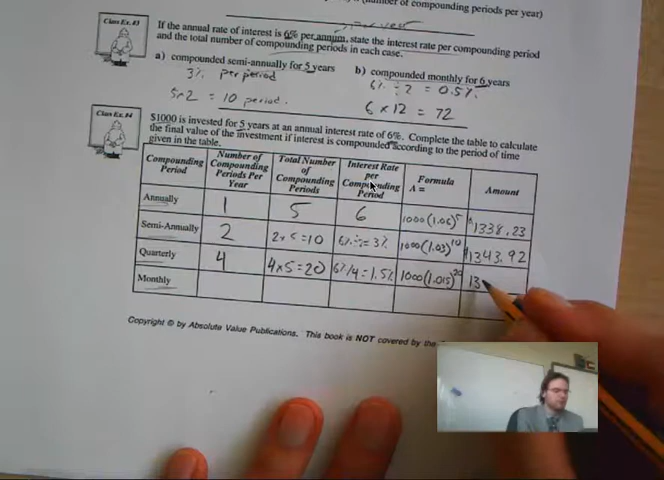 number of compounding periods per year)
Class Ex. #3
If the annual rate of interest is 6% per annum, state the interest rate per compounding period
and the total number of compounding periods in each case.
a) compounded semi-annually for 5 years
b) compounded monthly for 6 years
3% per period
6% ÷ 2 = 0.5%
5×2 = 10 period.
6 × 12 = 72
Class Ex. #4
$1000 is invested for 5 years at an annual interest rate of 6%. Complete the table to calculate
the final value of the investment if interest is compounded according to the period of time
given in the table.
Compounding Period
Number of Compounding Periods Per Year
Total Number of Compounding Periods
Interest Rate per Compounding Period
Formula A =
Amount
Annually 1 5 6 1000(1.06)^5 $1338.23
Semi-Annually 2 2×5=10 6%÷2=3% 1000(1.03)^10 $1343.92
Quarterly 4 4×5=20 6%/4=1.5% 1000(1.015)^20 13
Monthly
Copyright © by Absolute Value Publications. This book is NOT covered by the